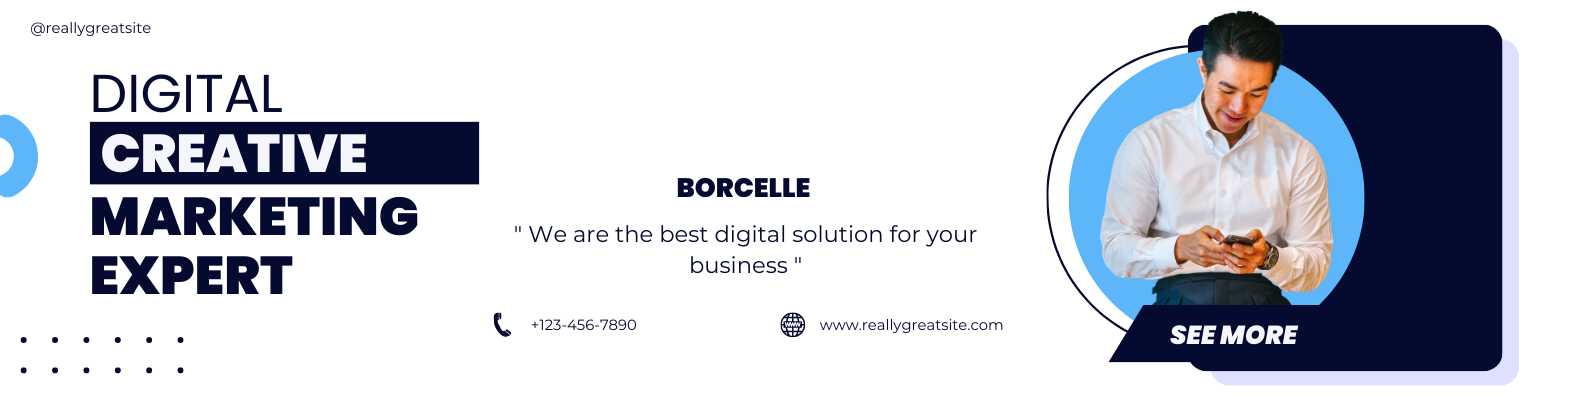 @reallygreatsite
DIGITAL
CREATIVE
MARKETING
EXPERT
BORCELLE
" We are the best digital solution for your
business "
+123-456-7890
www.reallygreatsite.com
SEE MORE